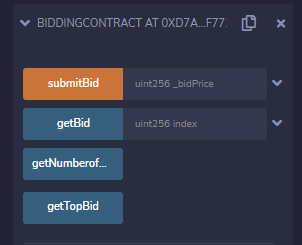 BIDDINGCONTRACT AT 0XD7A...F77
submitBid uint256 _bidPrice
getBid uint256 index
getNumberof...
getTopBid